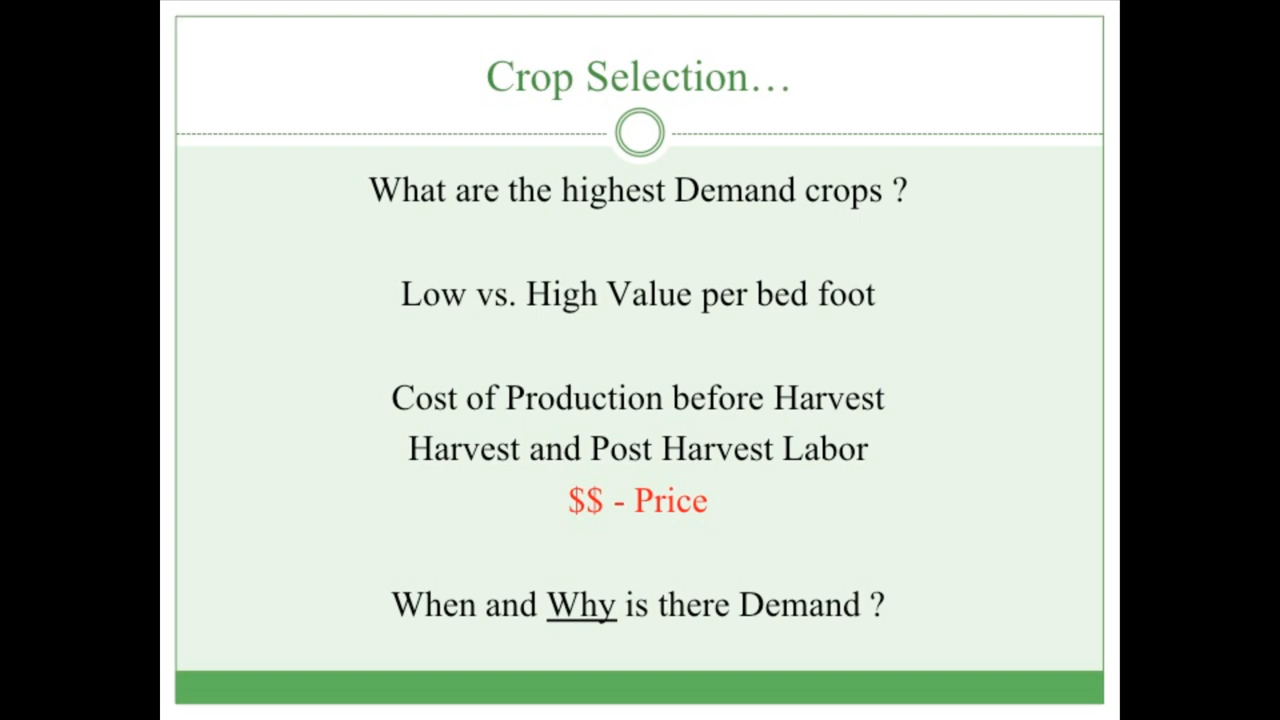 Crop Selection…
What are the highest Demand crops ?
Low vs. High Value per bed foot
Cost of Production before Harvest
Harvest and Post Harvest Labor
$$ - Price
When and Why is there Demand ?